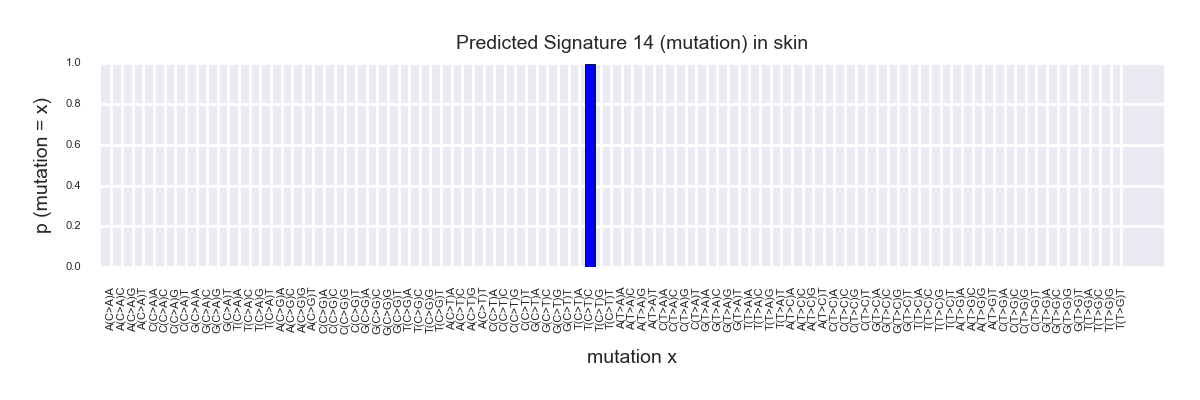 Predicted Signature 14 (mutation) in skin
p (mutation = x)
1.0
0.8
0.6
0.4
0.2
0.0
A(C>A)A
A(C>A)C
A(C>A)G
A(C>A)T
C(C>A)A
C(C>A)C
C(C>A)G
C(C>A)T
G(C>A)A
G(C>A)C
G(C>A)G
G(C>A)T
T(C>A)A
T(C>A)C
T(C>A)G
T(C>A)T
A(C>G)A
A(C>G)C
A(C>G)G
A(C>G)T
C(C>G)A
C(C>G)C
C(C>G)G
C(C>G)T
G(C>G)A
G(C>G)C
G(C>G)G
G(C>G)T
T(C>G)A
T(C>G)C
T(C>G)G
T(C>G)T
A(C>T)A
A(C>T)C
A(C>T)G
A(C>T)T
C(C>T)A
C(C>T)C
C(C>T)G
C(C>T)T
G(C>T)A
G(C>T)C
G(C>T)G
G(C>T)T
T(C>T)A
T(C>T)C
T(C>T)G
T(C>T)T
A(T>A)A
A(T>A)C
A(T>A)G
A(T>A)T
C(T>A)A
C(T>A)C
C(T>A)G
C(T>A)T
G(T>A)A
G(T>A)C
G(T>A)G
G(T>A)T
T(T>A)A
T(T>A)C
T(T>A)G
T(T>A)T
A(T>C)A
A(T>C)C
A(T>C)G
A(T>C)T
C(T>C)A
C(T>C)C
C(T>C)G
C(T>C)T
G(T>C)A
G(T>C)C
G(T>C)G
G(T>C)T
T(T>C)A
T(T>C)C
T(T>C)G
T(T>C)T
A(T>G)A
A(T>G)C
A(T>G)G
A(T>G)T
C(T>G)A
C(T>G)C
C(T>G)G
C(T>G)T
G(T>G)A
G(T>G)C
G(T>G)G
G(T>G)T
T(T>G)A
T(T>G)C
T(T>G)G
T(T>G)T
mutation x